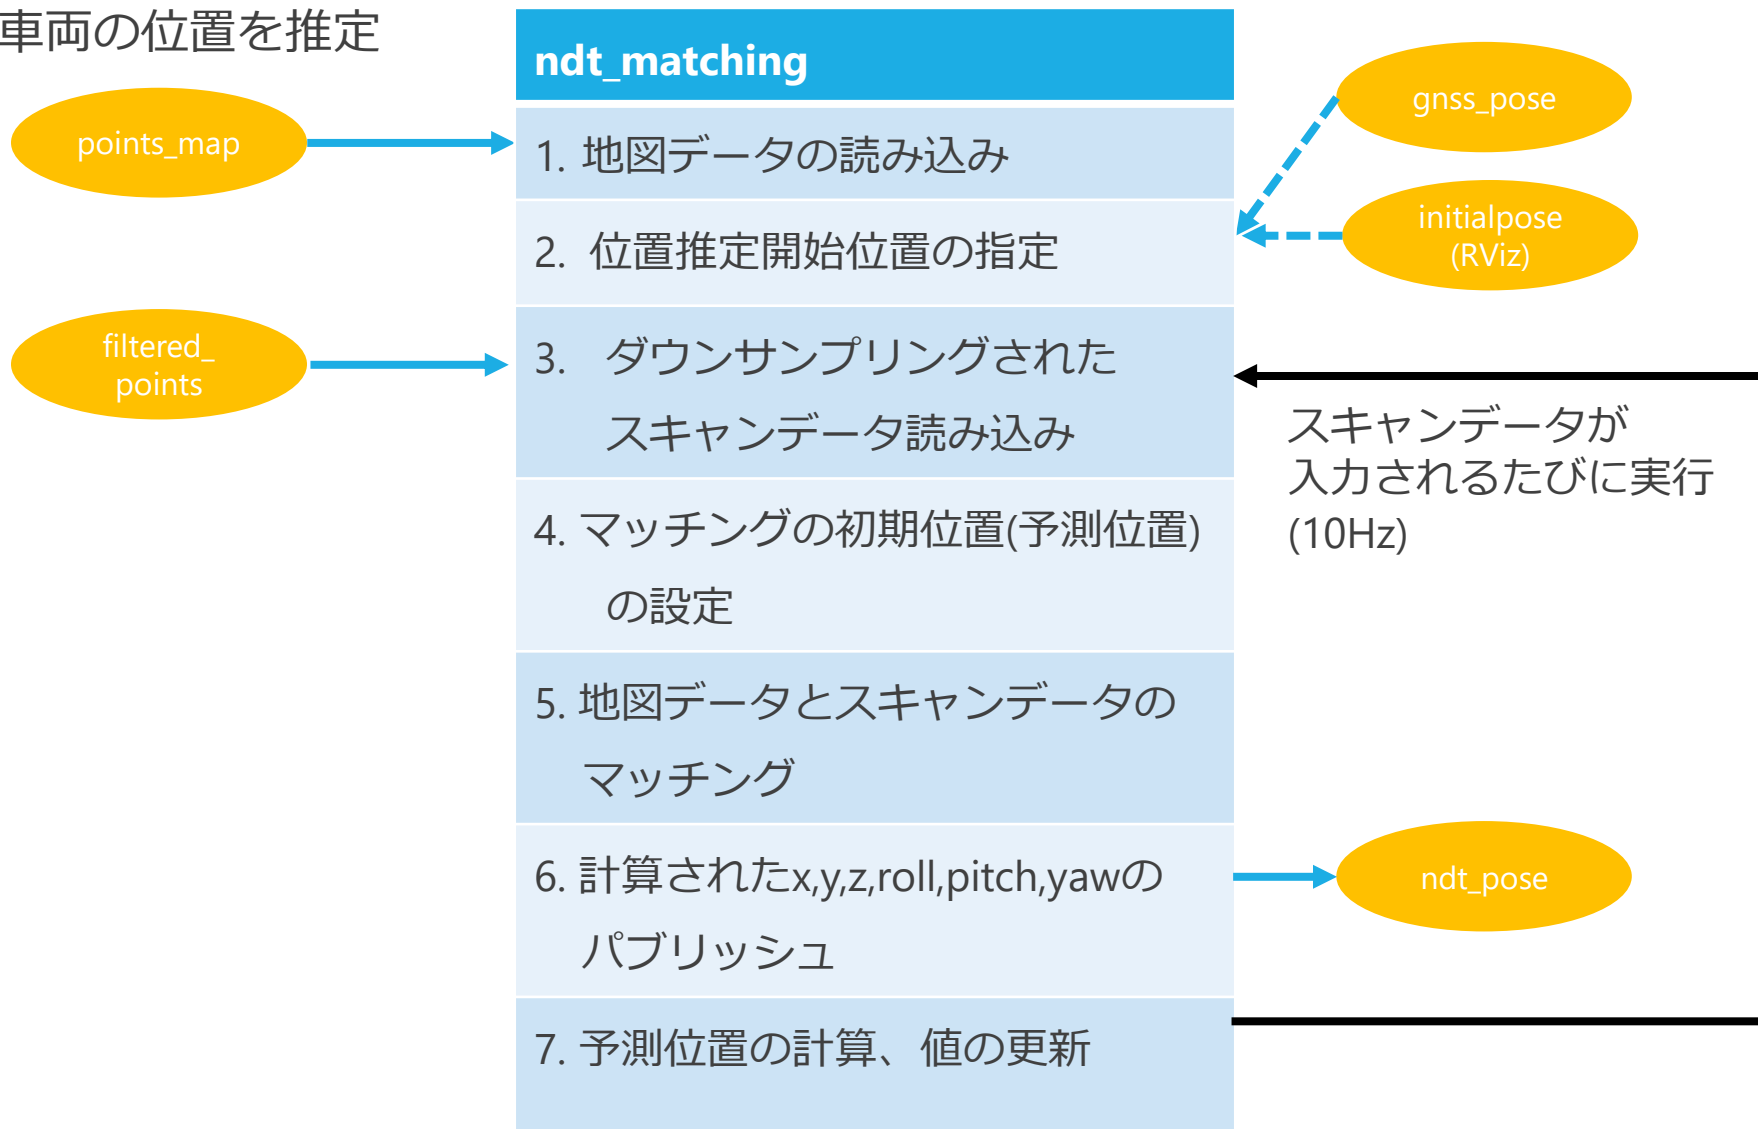 車両の位置を推定
ndt_matching
points_map
1. 地図データの読み込み
gnss_pose
2. 位置推定開始位置の指定
initialpose
(RViz)
filtered_
points
3. ダウンサンプリングされた
スキャンデータ読み込み
スキャンデータが
入力されるたびに実行
(10Hz)
4. マッチングの初期位置(予測位置)
の設定
5. 地図データとスキャンデータの
マッチング
6. 計算されたx,y,z,roll,pitch,yawの
パブリッシュ
ndt_pose
7. 予測位置の計算、値の更新